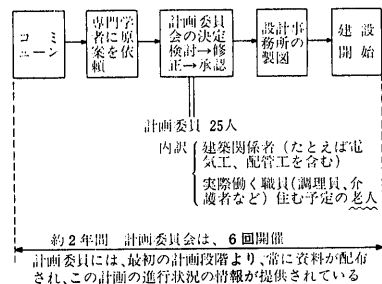 コミューン
専門学者に原案を依頼
計画委員会の決定
検討→修正→承認
設計事務所の製図
建設開始
計画委員 25人
内訳 建築関係者(たとえば電気工、配管工を含む)
実際働く職員(調理員、介護者など)住む予定の老人
約2年間 計画委員会は、6回開催
計画委員には、最初の計画段階より、常に資料が配布
され、この計画の進行状況の情報が提供されている